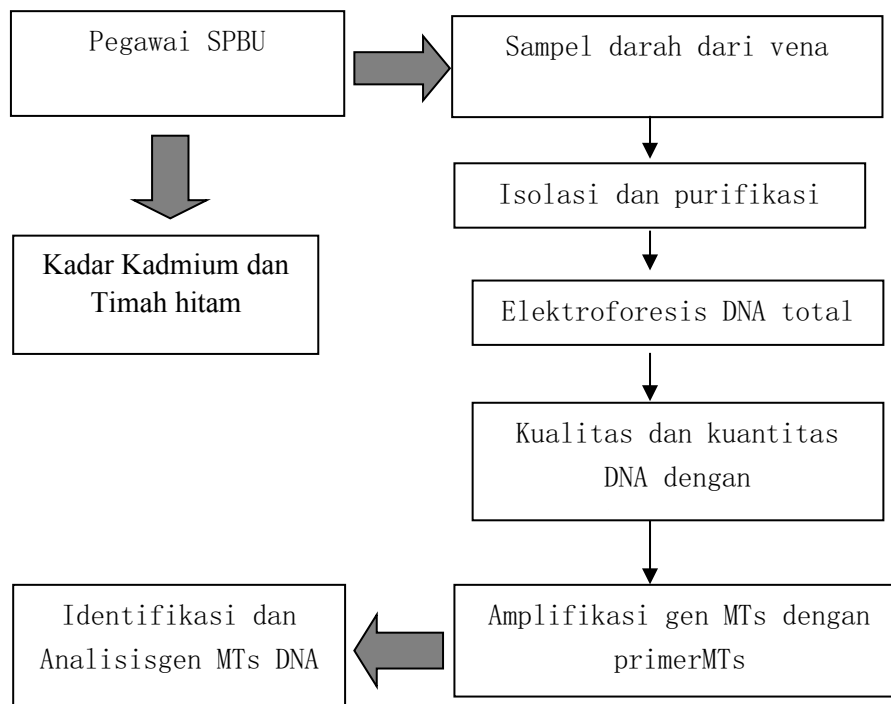 Pegawai SPBU
Sampel darah dari vena
Isolasi dan purifikasi
Kadar Kadmium dan
Timah hitam
Elektroforesis DNA total
Kualitas dan kuantitas
DNA dengan
Amplifikasi gen MTs dengan
primerMTs
Identifikasi dan
Analisisgen MTs DNA